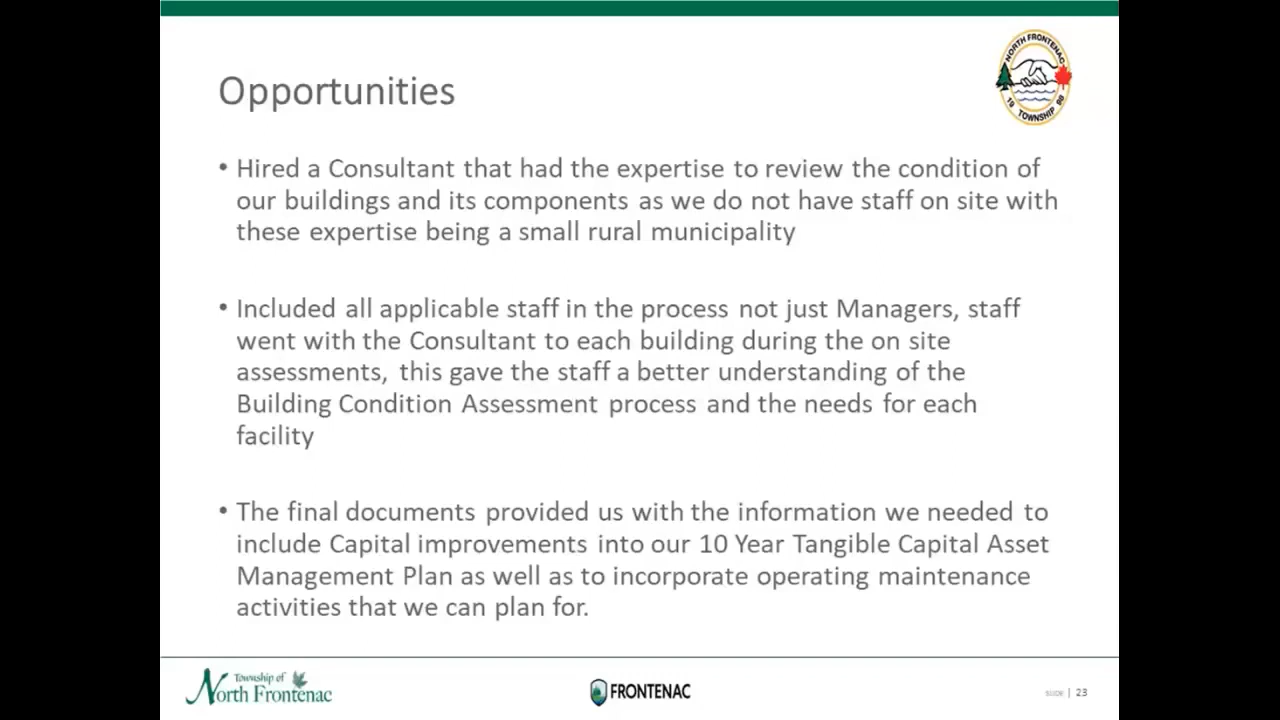 NORTH FRONTENAC
19 TOWNSHIP 98
Opportunities
• Hired a Consultant that had the expertise to review the condition of
our buildings and its components as we do not have staff on site with
these expertise being a small rural municipality
• Included all applicable staff in the process not just Managers, staff
went with the Consultant to each building during the on site
assessments, this gave the staff a better understanding of the
Building Condition Assessment process and the needs for each
facility
• The final documents provided us with the information we needed to
include Capital improvements into our 10 Year Tangible Capital Asset
Management Plan as well as to incorporate operating maintenance
activities that we can plan for.
Township of
North Frontenac
FRONTENAC
SLIDE | 23